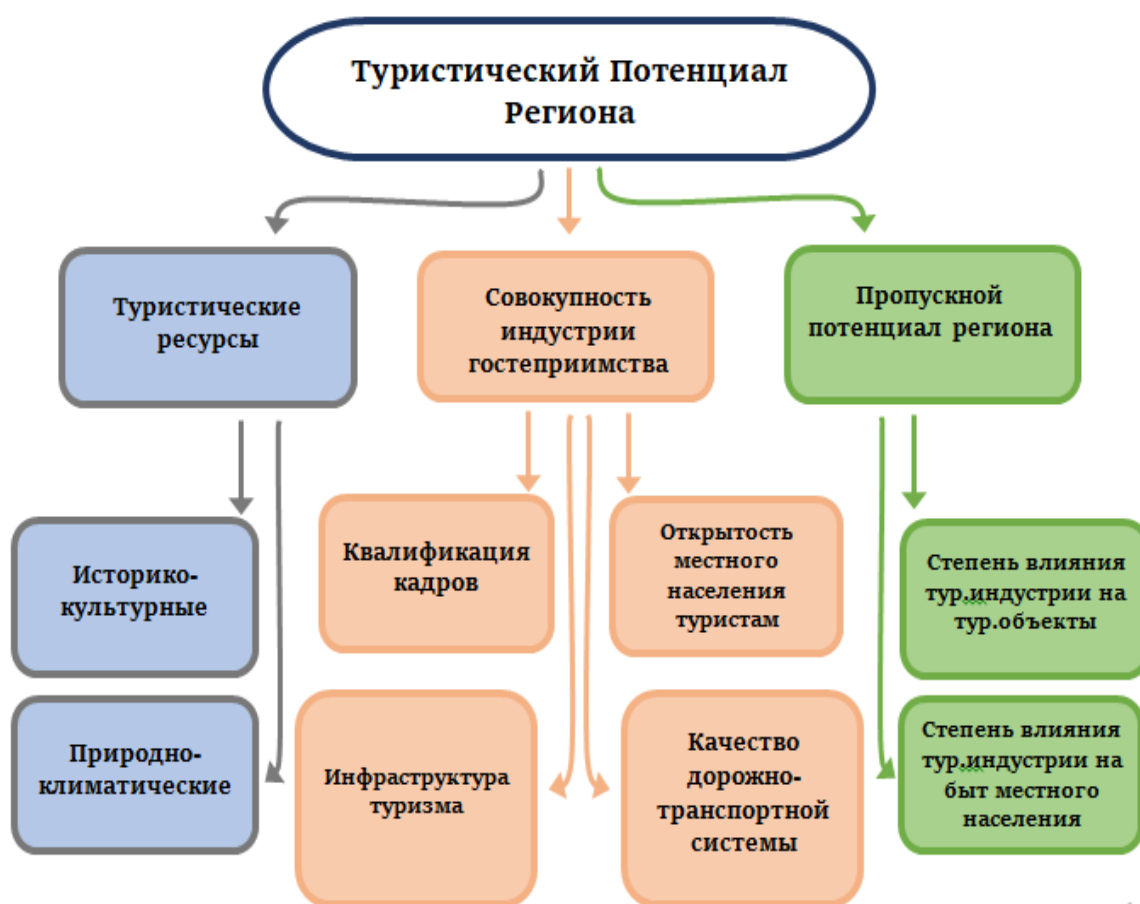 Туристический Потенциал
Региона
Туристические
ресурсы
Совокупность
индустрии
гостеприимства
Пропускной
потенциал региона
Историко-
культурные
Квалификация
кадров
Открытость
местного
населения
туристам
Степень влияния
тур.индустрии на
тур.объекты
Природно-
климатические
Инфраструктура
туризма
Качество
дорожно-
транспортной
системы
Степень влияния
тур.индустрии на
быт местного
населения